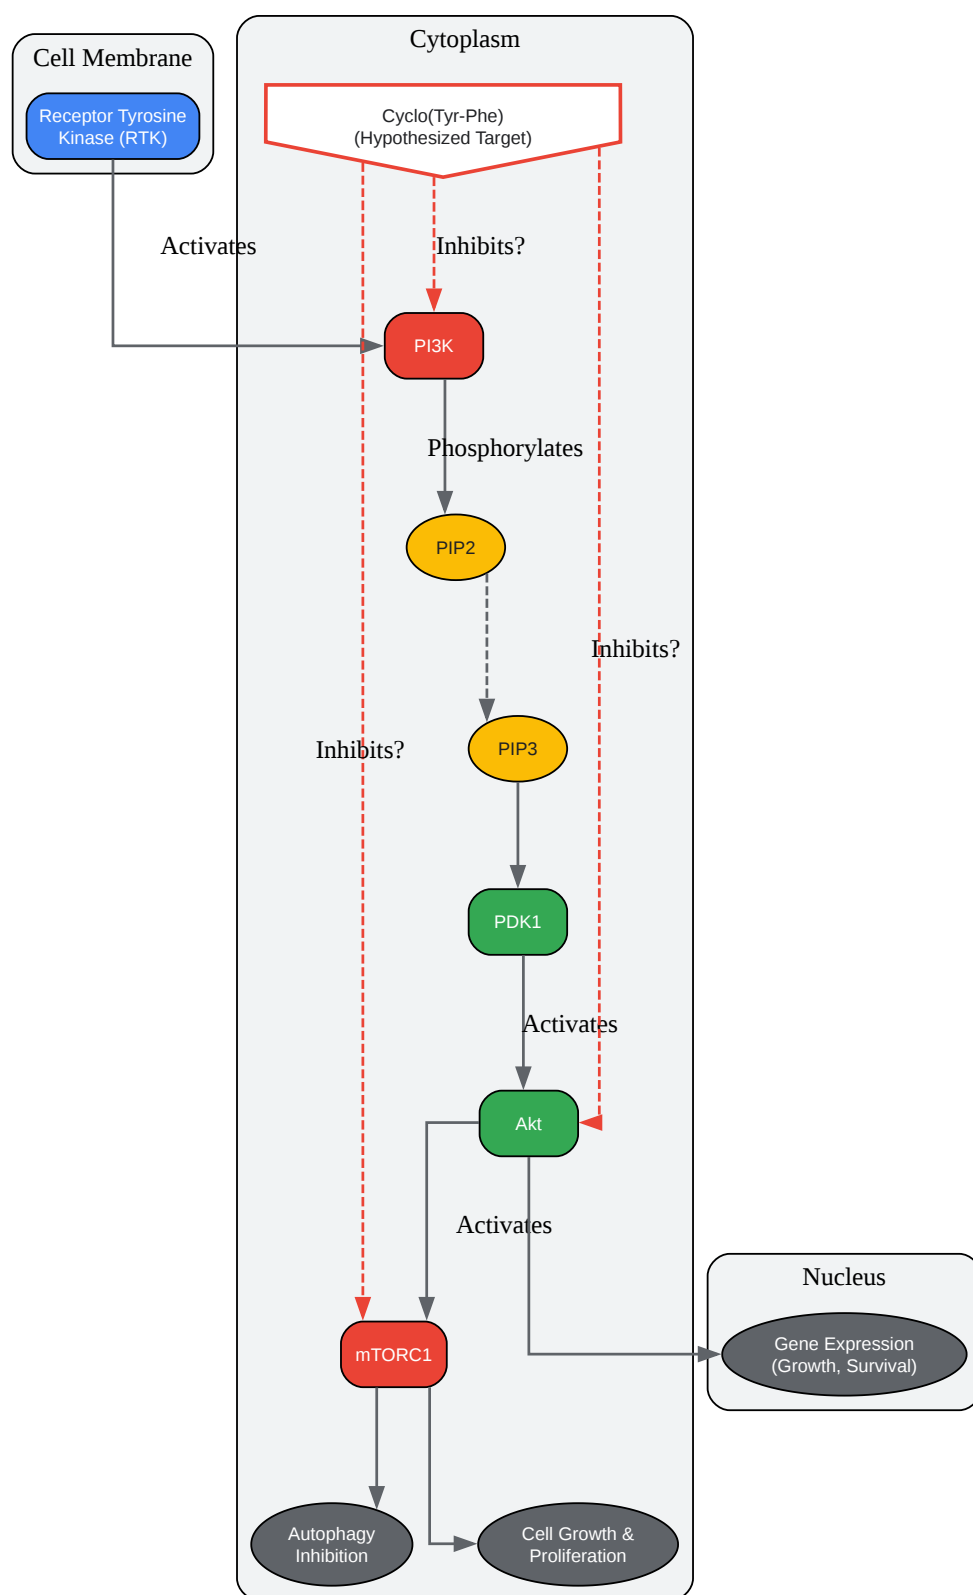 Cytoplasm
Cell Membrane
Receptor Tyrosine
Kinase (RTK)
Cyclo(Tyr-Phe)
(Hypothesized Target)
Activates
Inhibits?
PI3K
Phosphorylates
PIP2
Inhibits?
PIP3
Inhibits?
PDK1
Activates
Akt
Activates
Nucleus
Gene Expression
(Growth, Survival)
mTORC1
Autophagy
Inhibition
Cell Growth &
Proliferation